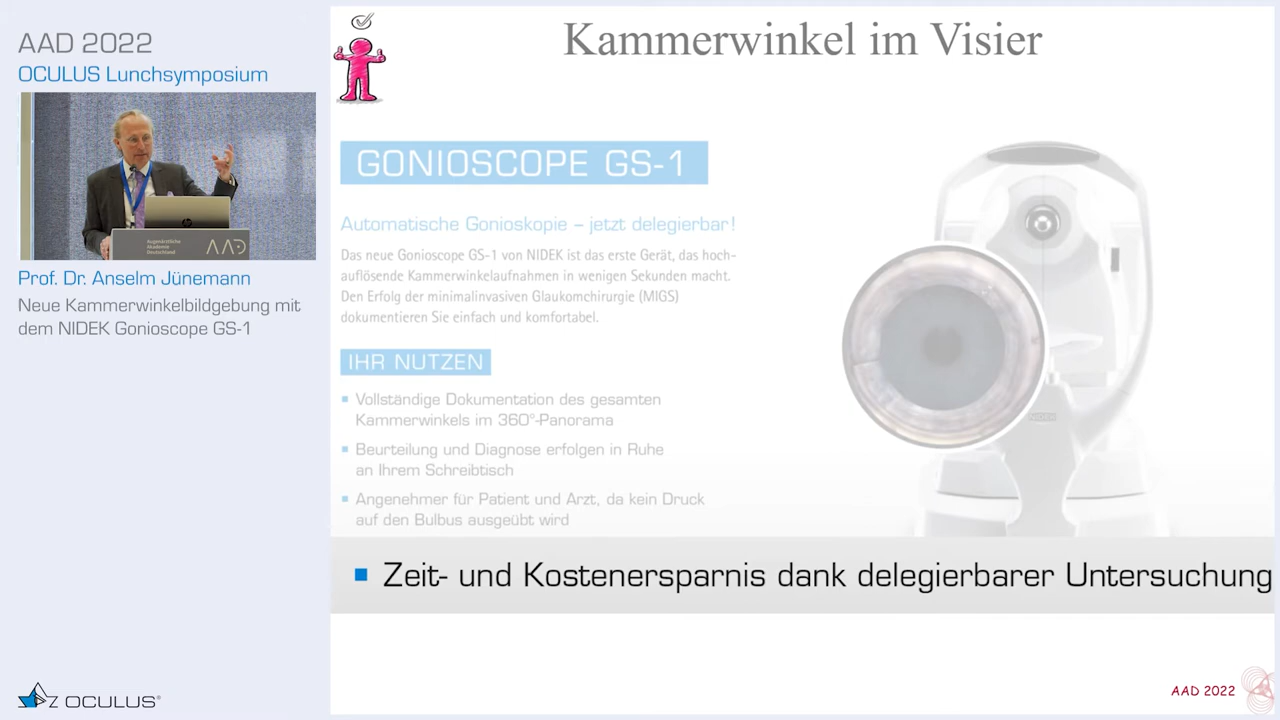 AAD 2022
OCULUS Lunchsymposium
Augenärztliche
Akademie
Deutschland
AAD
Prof. Dr. Anselm Jünemann
Neue Kammerwinkelbildgebung mit
dem NIDEK Gonioscope GS-1
OCULUS®
Kammerwinkel im Visier
GONIOSCOPE GS-1
Automatische Gonioskopie – jetzt delegierbar!
Das neue Gonioscope GS-1 von NIDEK ist das erste Gerät, das hoch-
auflösende Kammerwinkelaufnahmen in wenigen Sekunden macht.
Den Erfolg der minimalinvasiven Glaukomchirurgie (MIGS)
dokumentieren Sie einfach und komfortabel.
IHR NUTZEN
▪ Vollständige Dokumentation des gesamten
Kammerwinkels im 360°-Panorama
▪ Beurteilung und Diagnose erfolgen in Ruhe
an Ihrem Schreibtisch
▪ Angenehmer für Patient und Arzt, da kein Druck
auf den Bulbus ausgeübt wird
NIDEK
▪ Zeit- und Kostenersparnis dank delegierbarer Untersuchung
AAD 2022